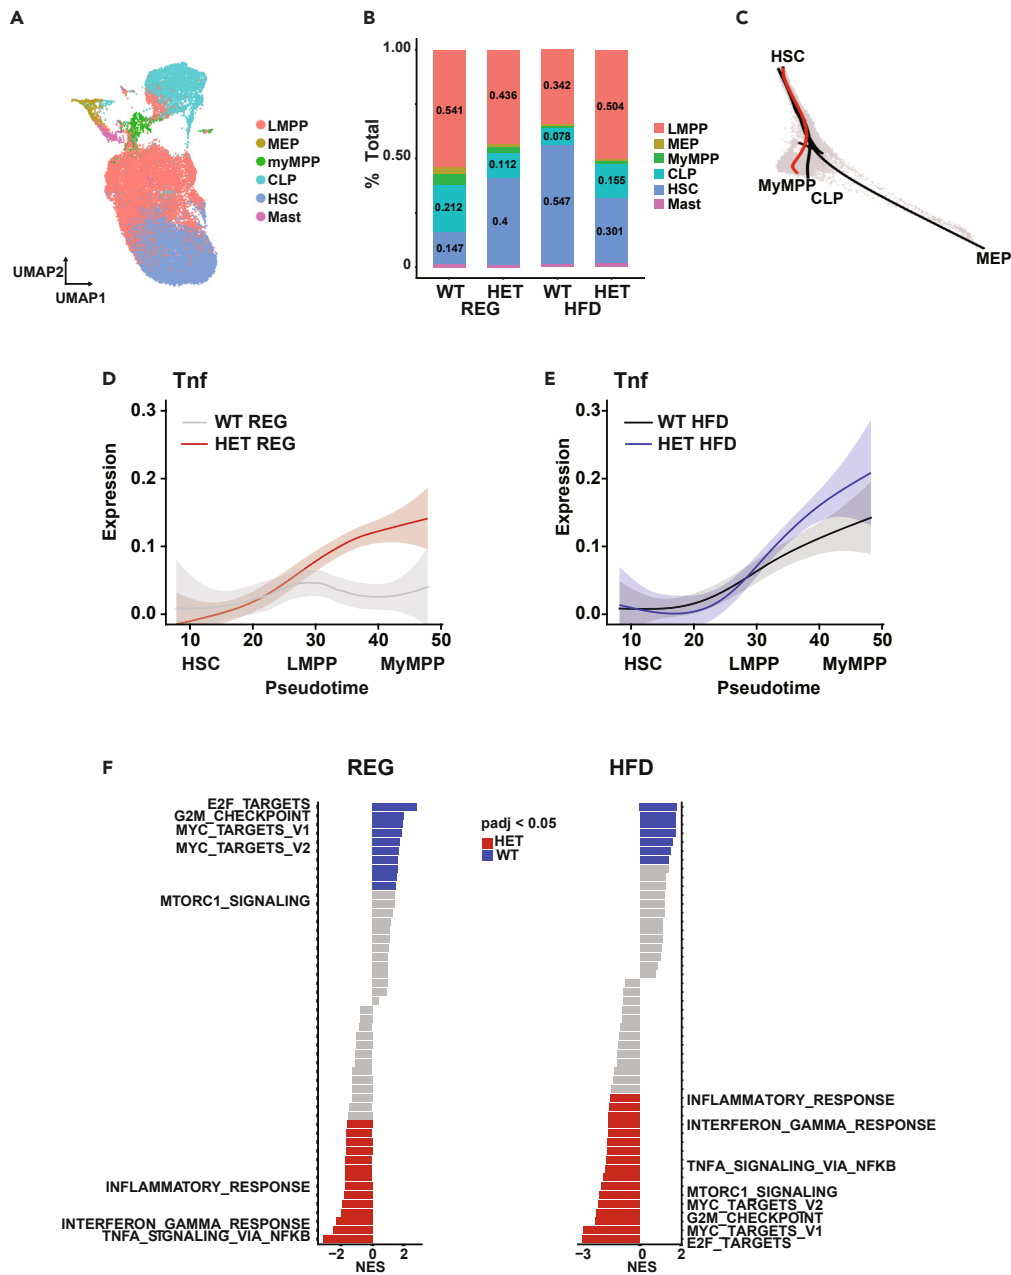 A
LMPP
MEP
myMPP
CLP
HSC
Mast
UMAP2
UMAP1
B
% Total
1.00
0.50
0
0.541
0.212
0.147
0.436
0.112
0.4
0.342
0.078
0.547
0.504
0.155
0.301
WT HET WT HET
REG HFD
LMPP
MEP
MyMPP
CLP
HSC
Mast
C
HSC
MyMPP
CLP
MEP
D
Tnf
WT REG
HET REG
Expression
0.3
0.2
0.1
0.0
10 20 30 40 50
HSC LMPP MyMPP
Pseudotime
E
Tnf
WT HFD
HET HFD
Expression
0.3
0.2
0.1
0.0
10 20 30 40 50
HSC LMPP MyMPP
Pseudotime
F
REG
E2F_TARGETS
G2M_CHECKPOINT
MYC_TARGETS_V1
MYC_TARGETS_V2
MTORC1_SIGNALING
INFLAMMATORY_RESPONSE
INTERFERON_GAMMA_RESPONSE
TNFA_SIGNALING_VIA_NFKB
−2 0 2
NES
padj < 0.05
HET
WT
HFD
INFLAMMATORY_RESPONSE
INTERFERON_GAMMA_RESPONSE
TNFA_SIGNALING_VIA_NFKB
MTORC1_SIGNALING
MYC_TARGETS_V2
G2M_CHECKPOINT
MYC_TARGETS_V1
E2F_TARGETS
−3 0 2
NES